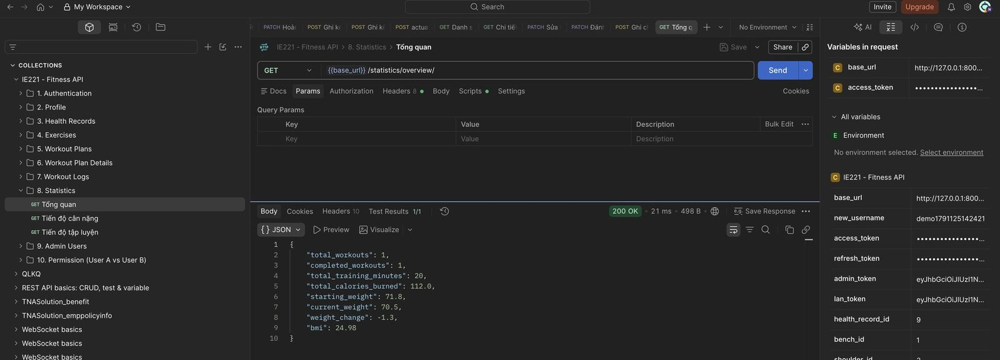 My Workspace
Search
Invite
Upgrade
PATCH Hoàn
POST Ghi k
POST Ghi k
POST actua
GET Danh s
GET Chi tiế
PATCH Sửa
PATCH Đán
POST Ghi c
GET Tổng q
No Environment
AI
IE221 - Fitness API > 8. Statistics > Tổng quan
Save
Share
Variables in request
COLLECTIONS
IE221 - Fitness API
1. Authentication
2. Profile
3. Health Records
4. Exercises
5. Workout Plans
6. Workout Plan Details
7. Workout Logs
8. Statistics
GET Tổng quan
GET Tiến độ cân nặng
GET Tiến độ tập luyện
9. Admin Users
10. Permission (User A vs User B)
QLKQ
REST API basics: CRUD, test & variable
TNASolution_benefit
TNASolution_emppolicyinfo
WebSocket basics
WebSocket basics
WebSocket basics
GET {{base_url}} /statistics/overview/
Send
Docs Params Authorization Headers 8 Body Scripts Settings
Cookies
Query Params
Key Value Description Bulk Edit
Key Value Description
Body Cookies Headers 10 Test Results 1/1
200 OK • 21 ms • 498 B
Save Response
{} JSON Preview Visualize
1 {
2 "total_workouts": 1,
3 "completed_workouts": 1,
4 "total_training_minutes": 20,
5 "total_calories_burned": 112.0,
6 "starting_weight": 71.8,
7 "current_weight": 70.5,
8 "weight_change": -1.3,
9 "bmi": 24.98
10 }
C base_url http://127.0.0.1:800...
C access_token ••••••••••••••••...
All variables
E Environment
No environment selected. Select environment
C IE221 - Fitness API
base_url http://127.0.0.1:800...
new_username demo1791125142421
access_token ••••••••••••••••...
refresh_token ••••••••••••••••...
admin_token eyJhbGciOiJIUzI1N...
lan_token eyJhbGciOiJIUzI1N...
health_record_id 9
bench_id 1
shoulder_id 2